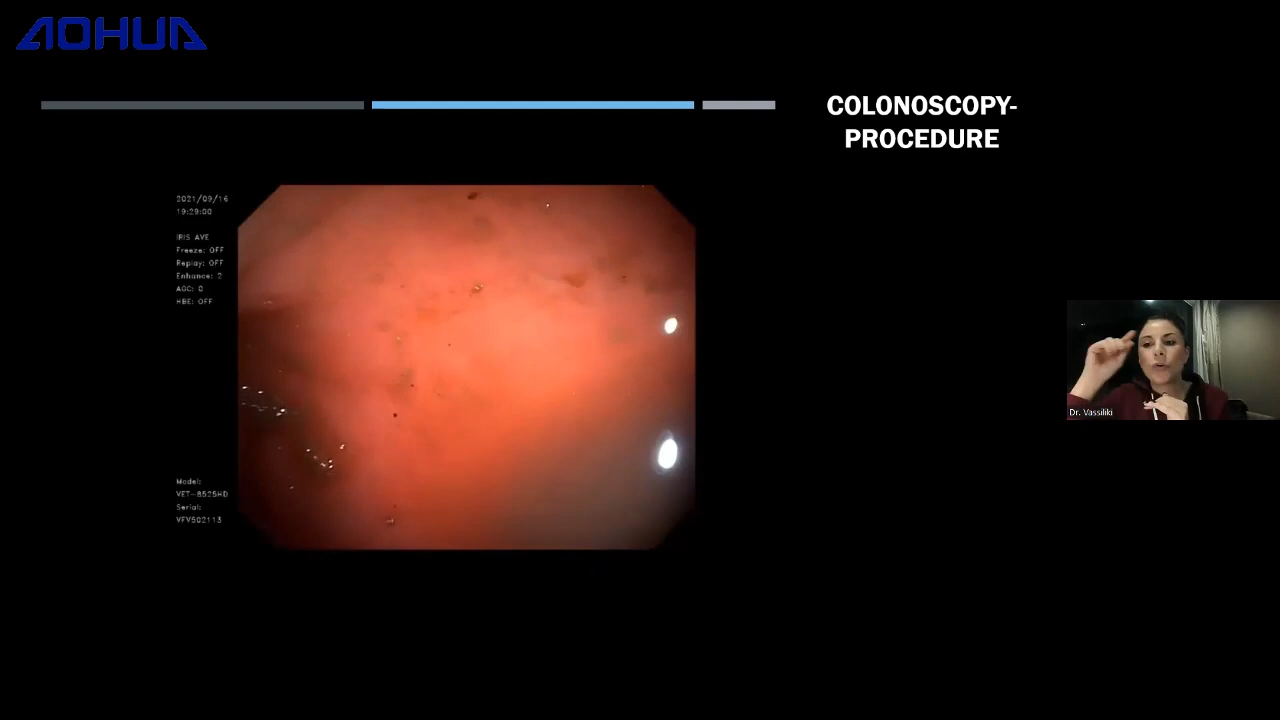 AOHUA
COLONOSCOPY-
PROCEDURE
2021/09/16
19:29:00
IRIS AVE
Freeze: OFF
Replay: OFF
Enhance: 2
AGC: 0
HBE: OFF
Model:
VET-8525HD
Serial:
VFV502113
Dr. Vassiliki